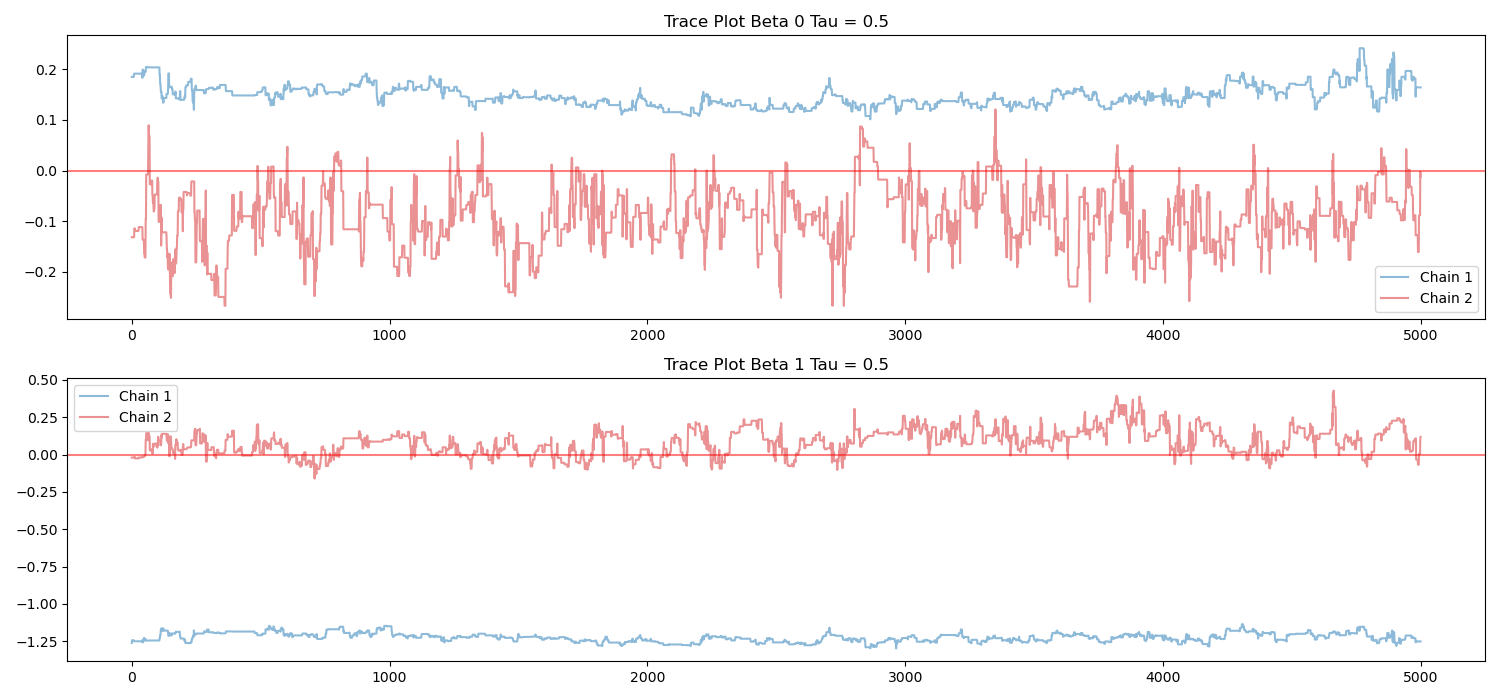 Trace Plot Beta 0 Tau = 0.5
0.2
0.1
0.0
−0.1
−0.2
Chain 1
Chain 2
0 1000 2000 3000 4000 5000
Trace Plot Beta 1 Tau = 0.5
0.50
0.25
0.00
−0.25
−0.50
−0.75
−1.00
−1.25
Chain 1
Chain 2
0 1000 2000 3000 4000 5000